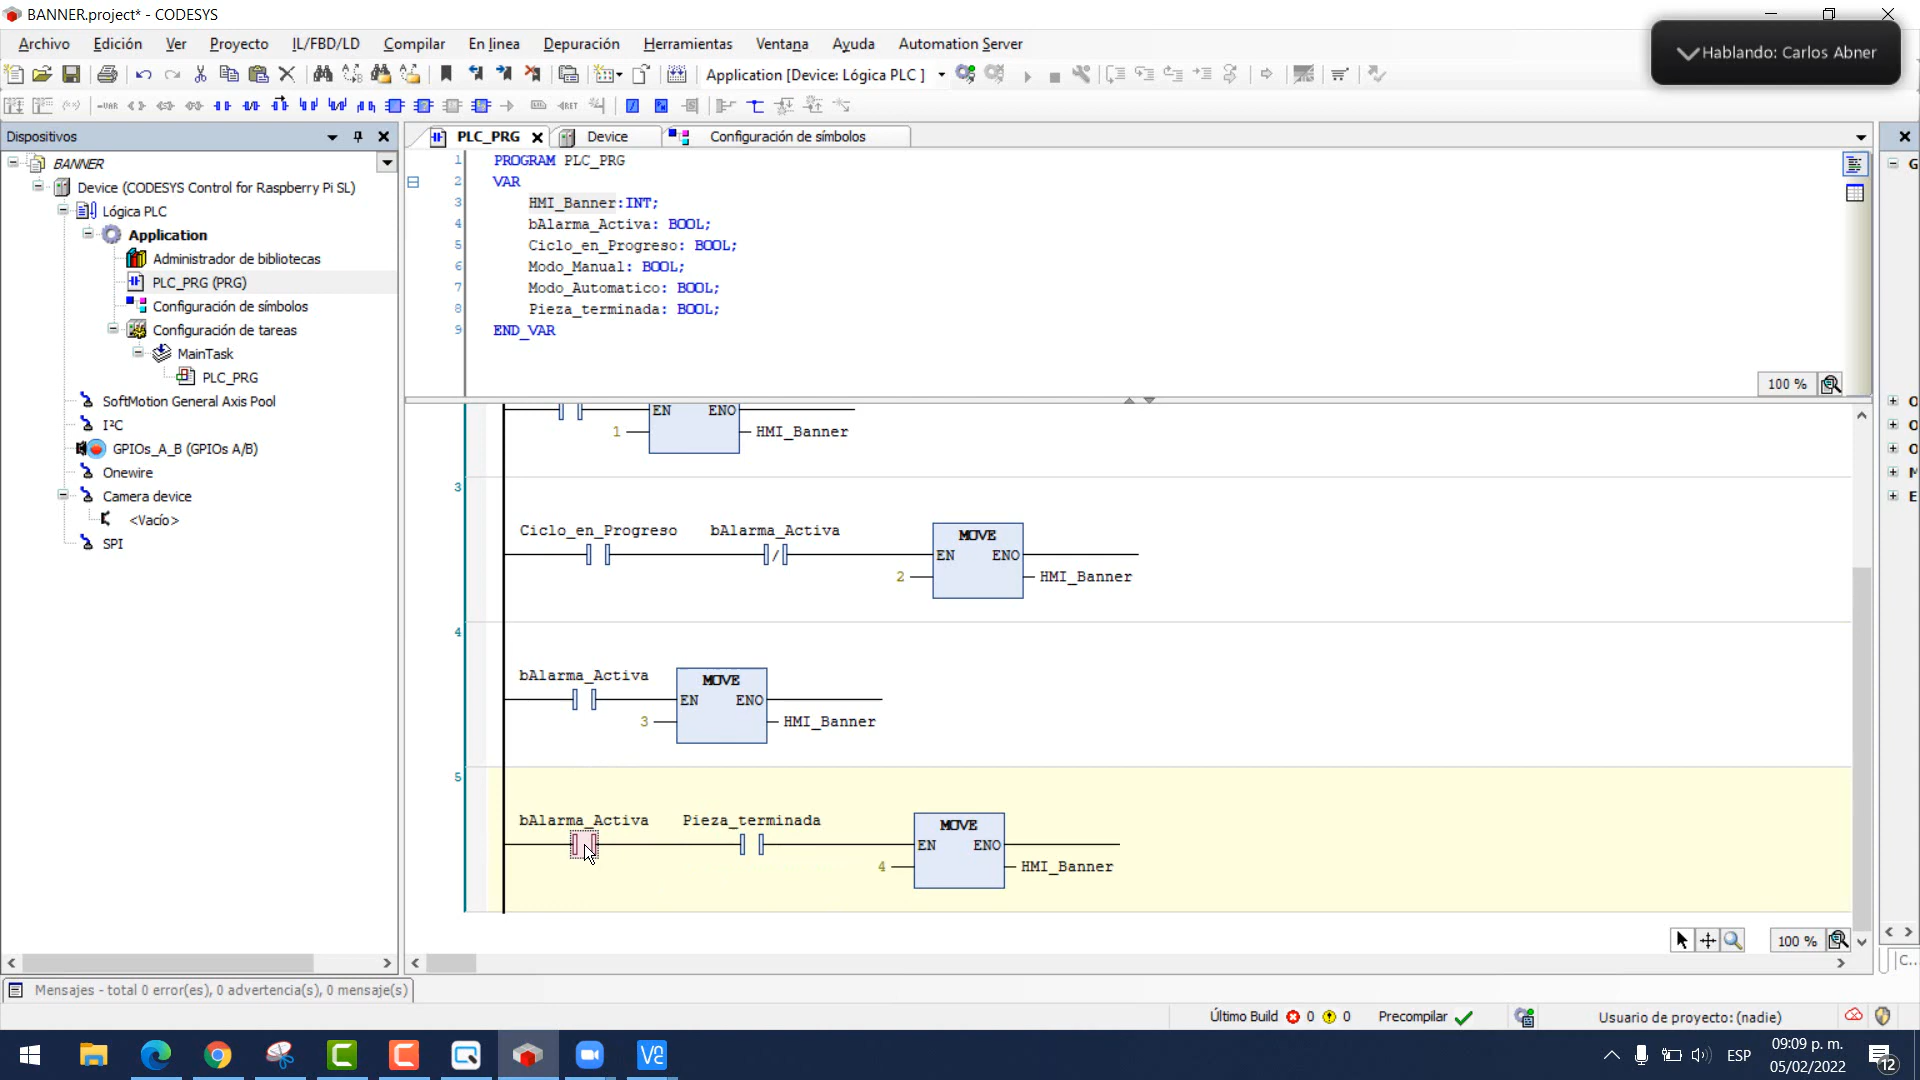 BANNER.project* - CODESYS
Archivo Edición Ver Proyecto IL/FBD/LD Compilar En línea Depuración Herramientas Ventana Ayuda Automation Server
Hablando: Carlos Abner
Application [Device: Lógica PLC ]
Dispositivos
BANNER
Device (CODESYS Control for Raspberry Pi SL)
Lógica PLC
Application
Administrador de bibliotecas
PLC_PRG (PRG)
Configuración de símbolos
Configuración de tareas
MainTask
PLC_PRG
SoftMotion General Axis Pool
I²C
GPIOs_A_B (GPIOs A/B)
Onewire
Camera device
<Vacío>
SPI
PLC_PRG Device Configuración de símbolos
1 PROGRAM PLC_PRG
2 VAR
3 HMI_Banner:INT;
4 bAlarma_Activa: BOOL;
5 Ciclo_en_Progreso: BOOL;
6 Modo_Manual: BOOL;
7 Modo_Automatico: BOOL;
8 Pieza_terminada: BOOL;
9 END_VAR
100 %
EN ENO
1 HMI_Banner
3
Ciclo_en_Progreso bAlarma_Activa MOVE
EN ENO
2 HMI_Banner
4
bAlarma_Activa MOVE
EN ENO
3 HMI_Banner
5
bAlarma_Activa Pieza_terminada MOVE
EN ENO
4 HMI_Banner
100 %
G
O
O
O
M
E
C...
Mensajes - total 0 error(es), 0 advertencia(s), 0 mensaje(s)
Último Build 0 0 Precompilar Usuario de proyecto: (nadie)
ESP
09:09 p. m.
05/02/2022
12